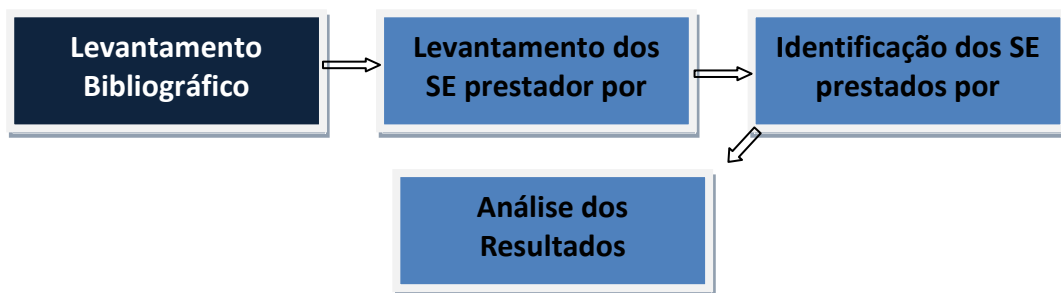 Levantamento
Bibliográfico
Levantamento dos
SE prestador por
Identificação dos SE
prestados por
Análise dos
Resultados